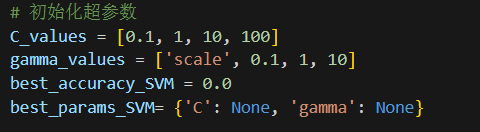 # 初始化超参数
C_values = [0.1, 1, 10, 100]
gamma_values = ['scale', 0.1, 1, 10]
best_accuracy_SVM = 0.0
best_params_SVM= {'C': None, 'gamma': None}